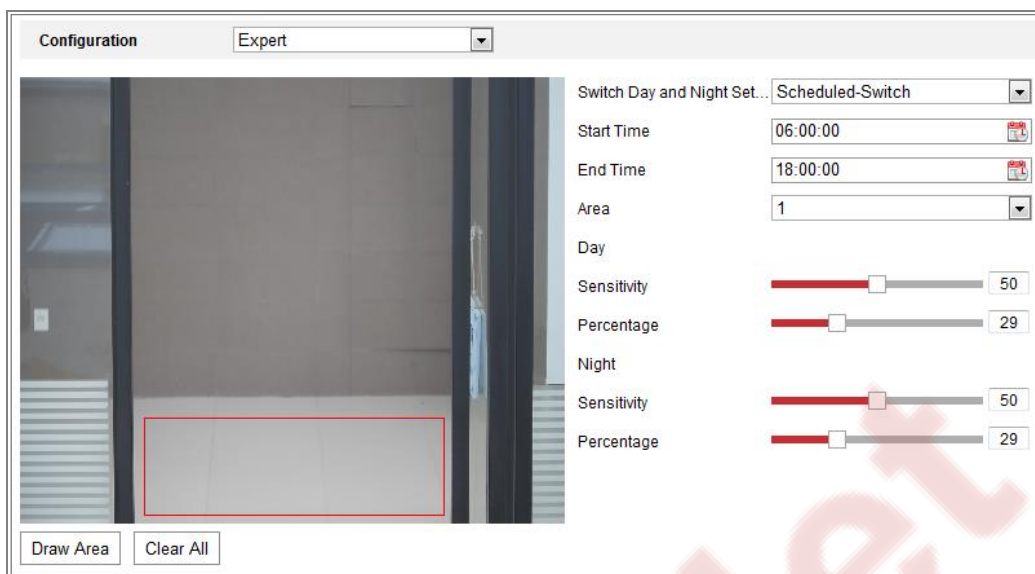 Configuration Expert
Switch Day and Night Set... Scheduled-Switch
Start Time 06:00:00
End Time 18:00:00
Area 1
Day
Sensitivity 50
Percentage 29
Night
Sensitivity 50
Percentage 29
Draw Area Clear All